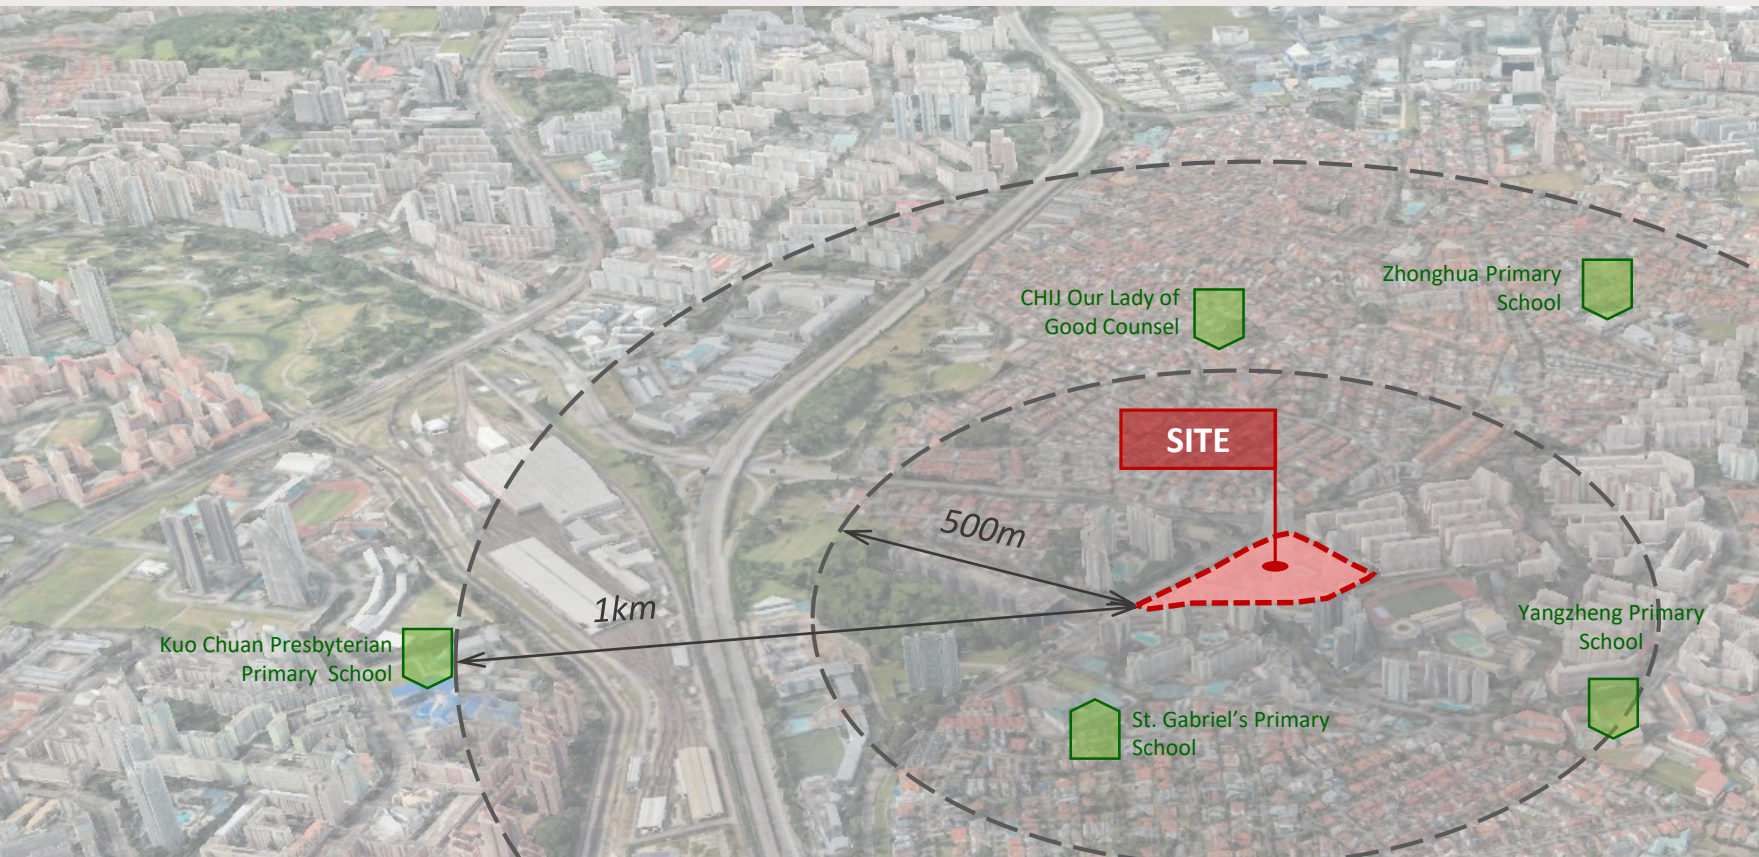 Zhonghua Primary
School
CHIJ Our Lady of
Good Counsel
SITE
500m
1km
Yangzheng Primary
School
Kuo Chuan Presbyterian
Primary School
St. Gabriel’s Primary
School